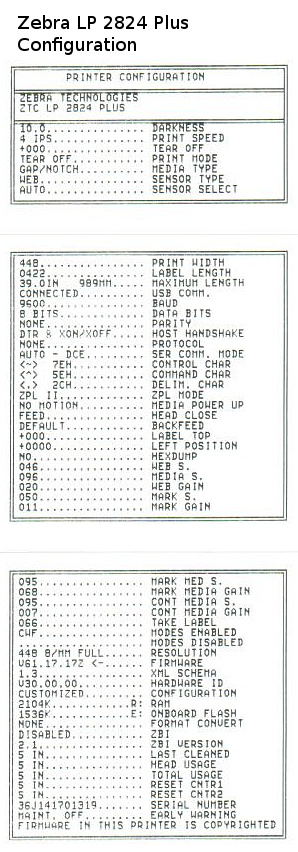 Zebra LP 2824 Plus
Configuration
PRINTER CONFIGURATION
ZEBRA TECHNOLOGIES
ZTC LP 2824 PLUS
10.0............... DARKNESS
4 IPS.............. PRINT SPEED
+000............... TEAR OFF
TEAR OFF........... PRINT MODE
GAP/NOTCH.......... MEDIA TYPE
WEB................ SENSOR TYPE
AUTO............... SENSOR SELECT
448................ PRINT WIDTH
0422............... LABEL LENGTH
39.0IN 989MM..... MAXIMUM LENGTH
CONNECTED.......... USB COMM.
9600............... BAUD
8 BITS............. DATA BITS
NONE............... PARITY
DTR & XON/XOFF..... HOST HANDSHAKE
NONE............... PROTOCOL
AUTO - DCE......... SER COMM. MODE
<~> 7EH.......... CONTROL CHAR
<^> 5EH.......... COMMAND CHAR
<,> 2CH.......... DELIM. CHAR
ZPL II............. ZPL MODE
NO MOTION.......... MEDIA POWER UP
FEED............... HEAD CLOSE
DEFAULT............ BACKFEED
+000............... LABEL TOP
+0000.............. LEFT POSITION
NO................. HEXDUMP
046................ WEB S.
096................ MEDIA S.
020................ WEB GAIN
050................ MARK S.
011................ MARK GAIN
095................ MARK MED S.
068................ MARK MEDIA GAIN
095................ CONT MEDIA S.
007................ CONT MEDIA GAIN
066................ TAKE LABEL
CWF................ MODES ENABLED
................... MODES DISABLED
448 8/MM FULL...... RESOLUTION
V61.17.17Z <-...... FIRMWARE
1.3................ XML SCHEMA
V30.00.00.......... HARDWARE ID
CUSTOMIZED......... CONFIGURATION
2104K............R: RAM
1536K............E: ONBOARD FLASH
NONE............... FORMAT CONVERT
DISABLED........... ZBI
2.1................ ZBI VERSION
5 IN............... LAST CLEANED
5 IN............... HEAD USAGE
5 IN............... TOTAL USAGE
5 IN............... RESET CNTR1
5 IN............... RESET CNTR2
36J141701319....... SERIAL NUMBER
MAINT. OFF......... EARLY WARNING
FIRMWARE IN THIS PRINTER IS COPYRIGHTED